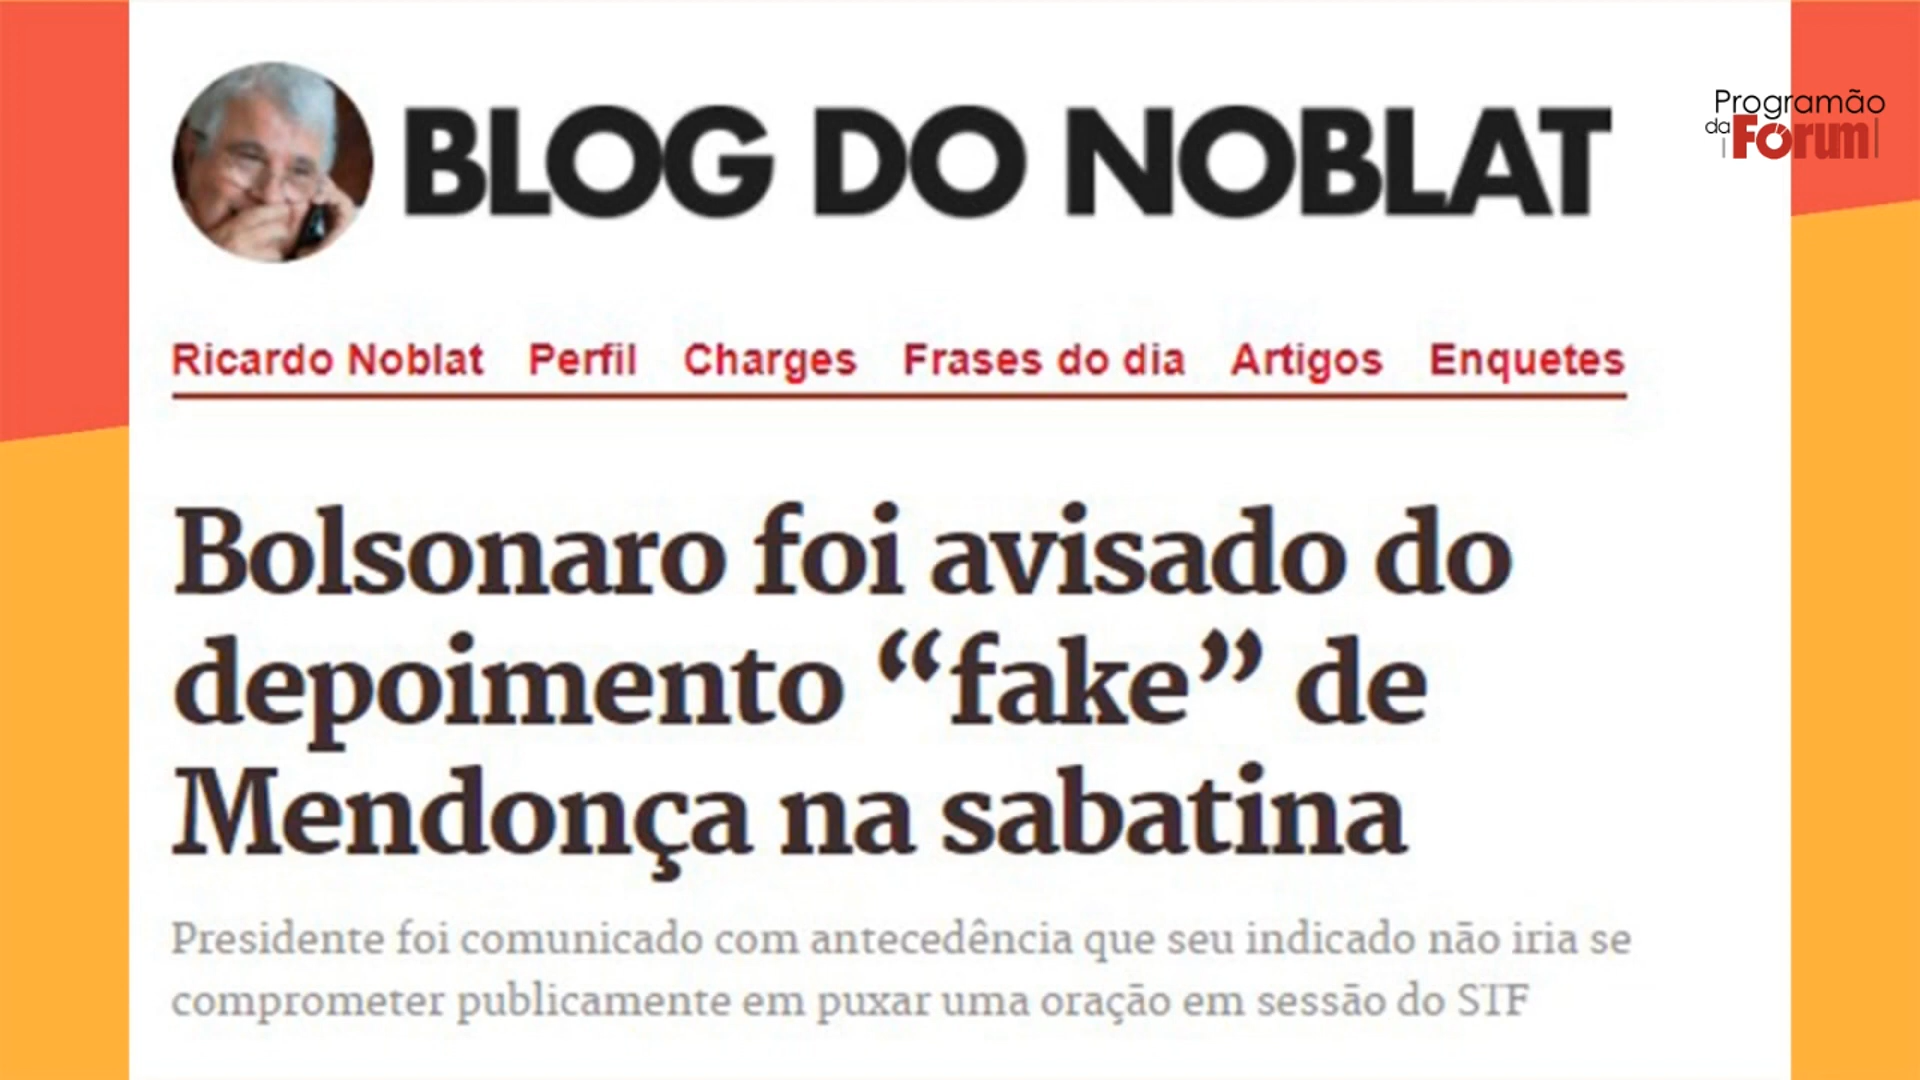 BLOG DO NOBLAT
Programão
da Fórum
Ricardo Noblat Perfil Charges Frases do dia Artigos Enquetes
Bolsonaro foi avisado do
depoimento “fake” de
Mendonça na sabatina
Presidente foi comunicado com antecedência que seu indicado não iria se
comprometer publicamente em puxar uma oração em sessão do STF